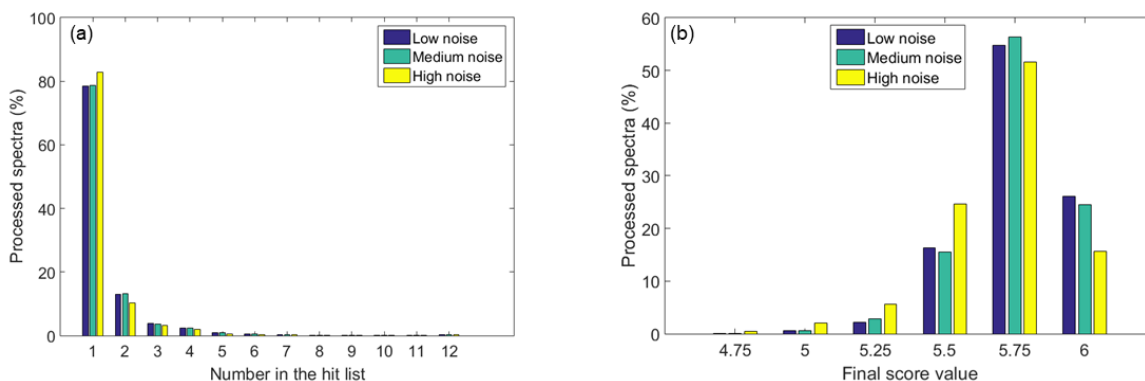 (a)
Low noise
Medium noise
High noise
Processed spectra (%)
100
80
60
40
20
0
1 2 3 4 5 6 7 8 9 10 11 12
Number in the hit list
(b)
Low noise
Medium noise
High noise
Processed spectra (%)
60
50
40
30
20
10
0
4.75 5 5.25 5.5 5.75 6
Final score value